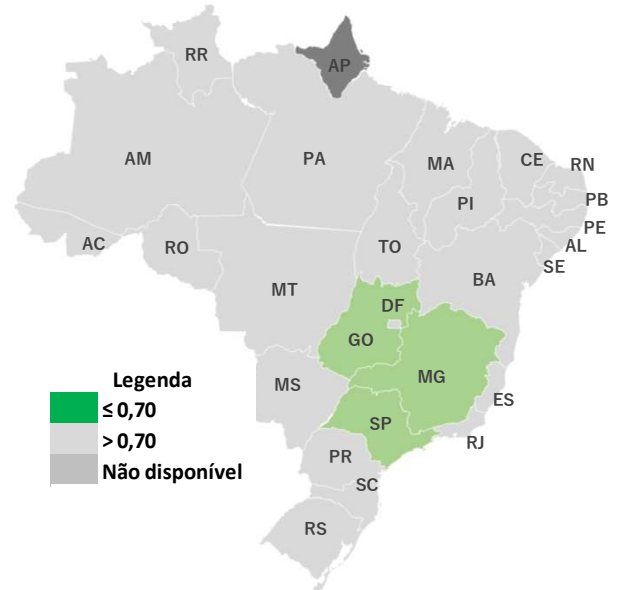 RR
AP
AM
PA
MA
CE
RN
PI
PB
PE
AC
RO
TO
AL
SE
BA
MT
DF
GO
MG
MS
ES
SP
RJ
PR
SC
RS
Legenda
≤ 0,70
> 0,70
Não disponível